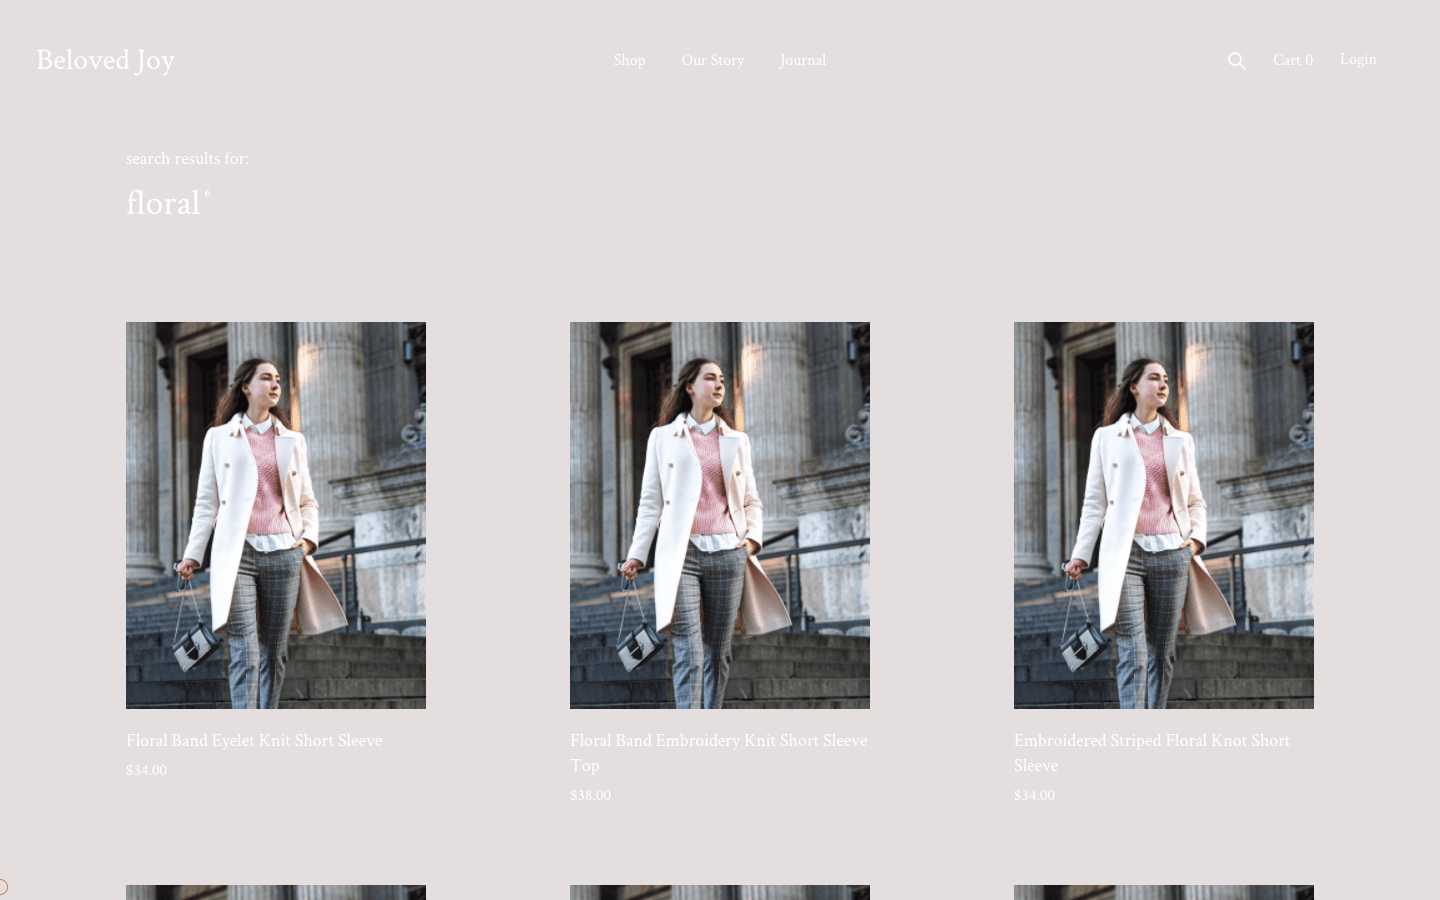 Beloved Joy
Shop
Our Story
Journal
Cart 0
Login
search results for:
floral 6
Floral Band Eyelet Knit Short Sleeve
$34.00
Floral Band Embroidery Knit Short Sleeve
Top
$38.00
Embroidered Striped Floral Knot Short
Sleeve
$34.00